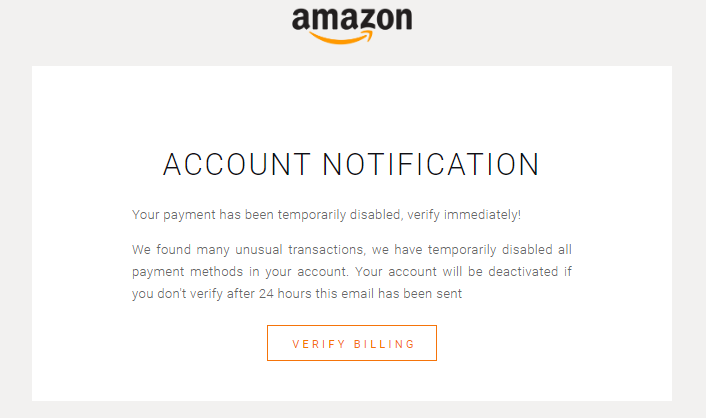 amazon
ACCOUNT NOTIFICATION
Your payment has been temporarily disabled, verify immediately!
We found many unusual transactions, we have temporarily disabled all
payment methods in your account. Your account will be deactivated if
you don't verify after 24 hours this email has been sent
VERIFY BILLING